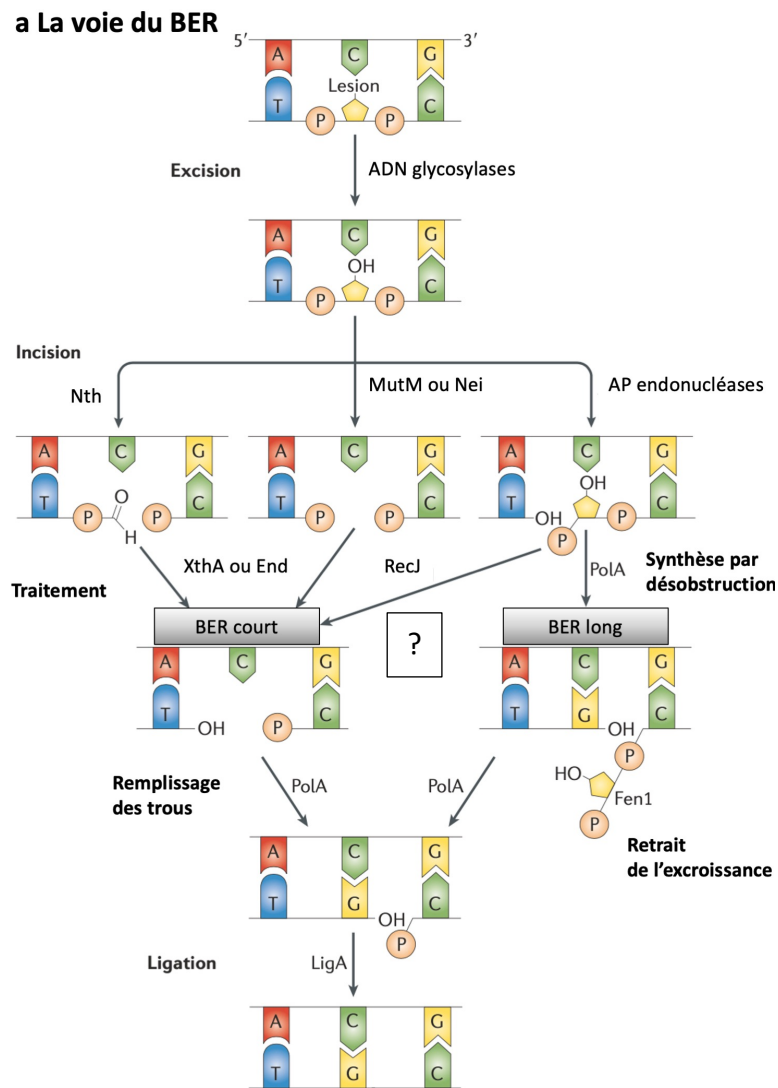 a La voie du BER
5′ A C G 3′
Lesion
T P P C
Excision
ADN glycosylases
A C G
OH
T P P C
Incision
Nth
MutM ou Nei
AP endonucléases
A C G
T P O H P C
A C G
T P P C
A C G
OH
T OH P P C
Traitement
XthA ou End
RecJ
PolA
Synthèse par
désobstruction
BER court
?
BER long
A C G
T OH P C
A C G
T G OH C
P
HO
Fen1
P
Remplissage
des trous
PolA
PolA
Retrait
de l’excroissance
A C G
T G OH C
P
Ligation
LigA
A C G
T G C